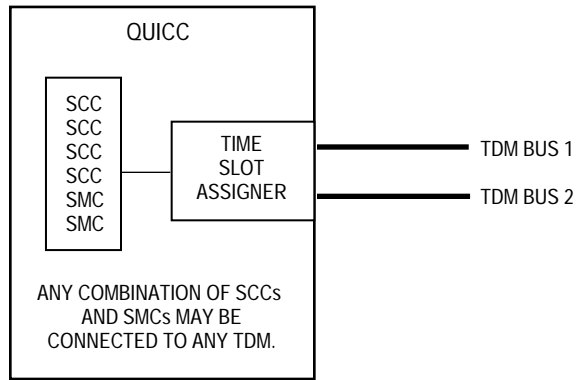 QUICC
SCC
SCC
SCC
SCC
SMC
SMC
TIME
SLOT
ASSIGNER
TDM BUS 1
TDM BUS 2
ANY COMBINATION OF SCCs
AND SMCs MAY BE
CONNECTED TO ANY TDM.